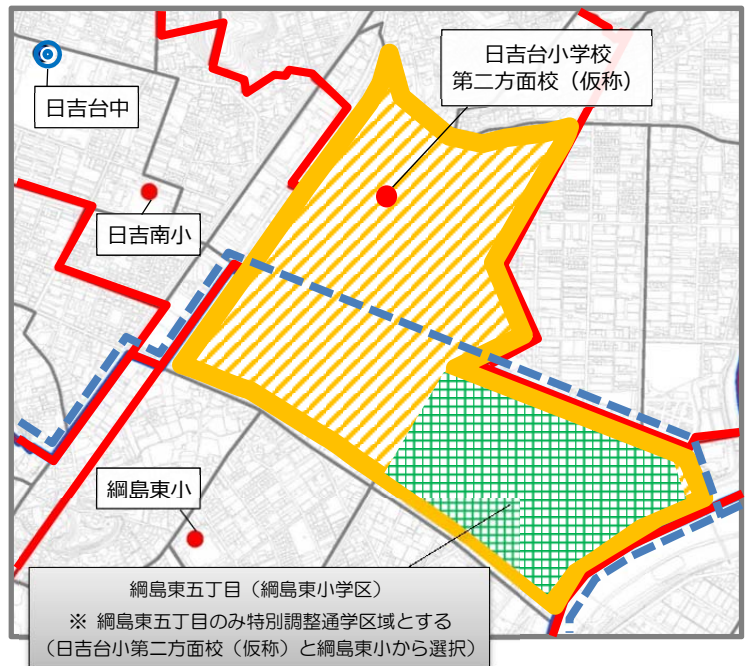 日吉台小学校
第二方面校（仮称）
日吉台中
日吉南小
綱島東小
綱島東五丁目（綱島東小学区）
※ 綱島東五丁目のみ特別調整通学区域とする
（日吉台小第二方面校（仮称）と綱島東小から選択）